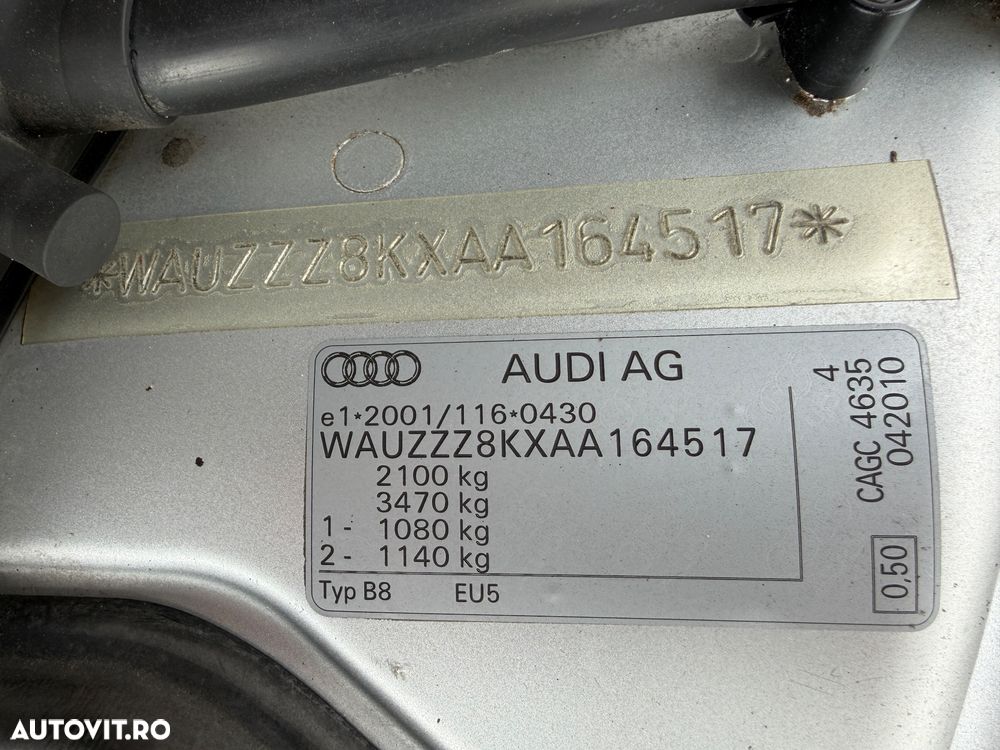 *WAUZZZ8KXAA164517*
AUDI AG
e1*2001/116*0430
WAUZZZ8KXAA164517
2100 kg
3470 kg
1 - 1080 kg
2 - 1140 kg
Typ B8 EU5
4
CAGC 4635
042010
0,50
AUTOVIT.RO